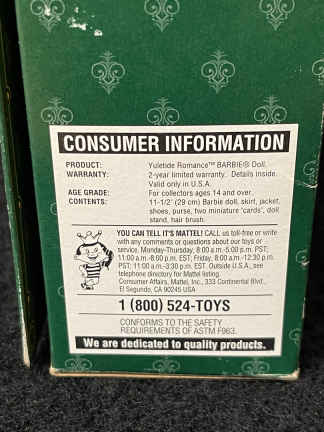 CONSUMER INFORMATION
PRODUCT: Yuletide Romance™ BARBIE® Doll.
WARRANTY: 2-year limited warranty. Details inside.
Valid only in U.S.A.
AGE GRADE: For collectors ages 14 and over.
CONTENTS: 11-1/2" (29 cm) Barbie doll, skirt, jacket,
shoes, purse, two miniature 'cards', doll
stand, hair brush.
YOU CAN TELL IT'S MATTEL! CALL us toll-free or write
with any comments or questions about our toys or
service. Monday-Thursday, 8:00 a.m.-5:00 p.m. PST;
11:00 a.m.-8:00 p.m. EST, Friday, 8:00 a.m.-12:30 p.m.
PST; 11:00 a.m.-3:30 p.m. EST. Outside U.S.A., see
telephone directory for Mattel listing.
Consumer Affairs, Mattel, Inc., 333 Continental Blvd.,
El Segundo, CA 90245 USA
1 (800) 524-TOYS
CONFORMS TO THE SAFETY
REQUIREMENTS OF ASTM F963.
We are dedicated to quality products.